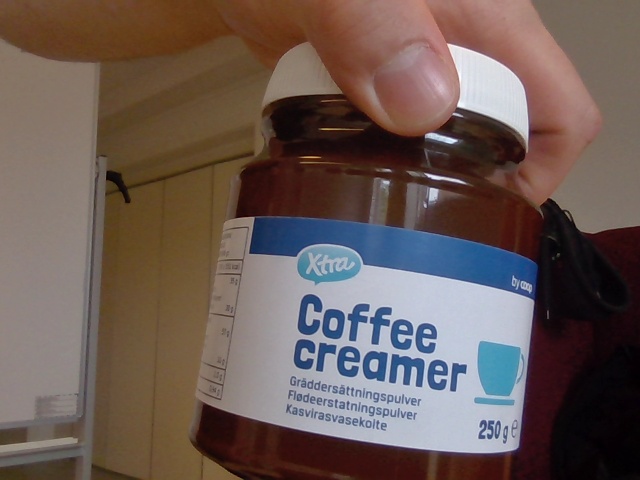 Xtra
by coop
Coffee
creamer
Gräddersättningspulver
Flødeerstatningspulver
Kasvirasvasekoite
250 g e